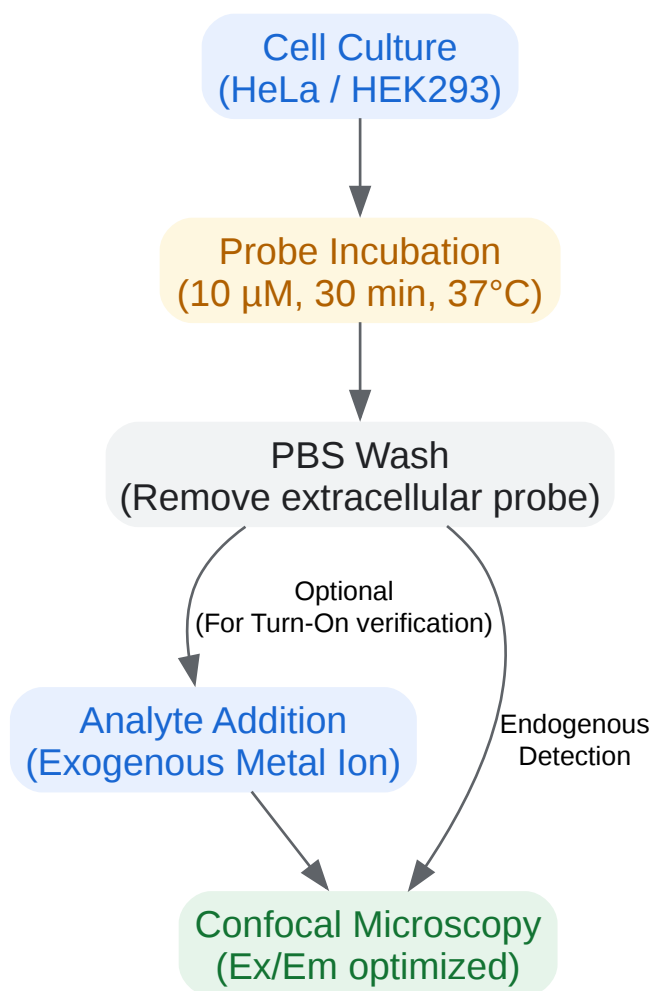 Cell Culture
(HeLa / HEK293)
Probe Incubation
(10 µM, 30 min, 37°C)
PBS Wash
(Remove extracellular probe)
Optional
(For Turn-On verification)
Analyte Addition
(Exogenous Metal Ion)
Endogenous
Detection
Confocal Microscopy
(Ex/Em optimized)